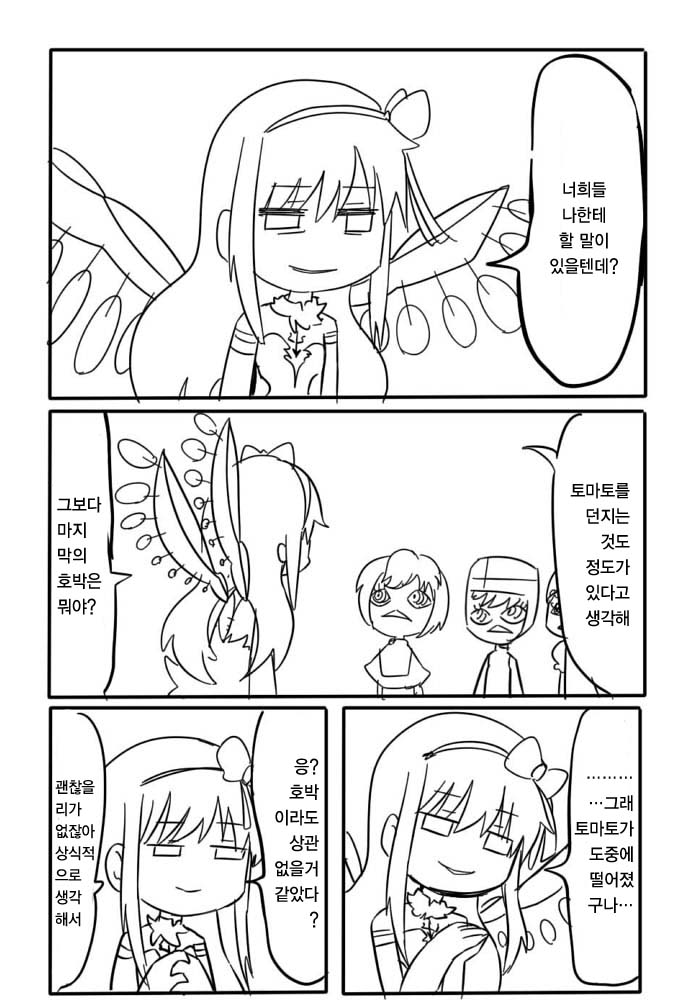 너희들
나한테
할 말이
있을텐데?
토마토를
던지는
것도
정도가
있다고
생각해
그보다
마지
막의
호박은
뭐야?
………
…그래
토마토가
도중에
떨어졌
구나…
응?
호박
이라도
상관
없을거
같았다
?
괜찮을
리가
없잖아
상식적
으로
생각
해서